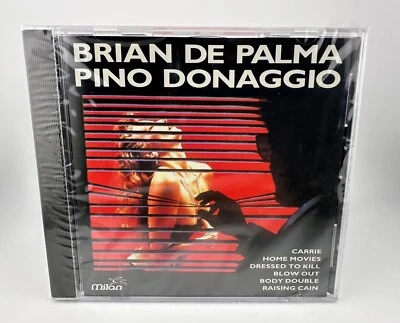 BRIAN DE PALMA
PINO DONAGGIO
CARRIE
HOME MOVIES
DRESSED TO KILL
BLOW OUT
BODY DOUBLE
RAISING CAIN
milan